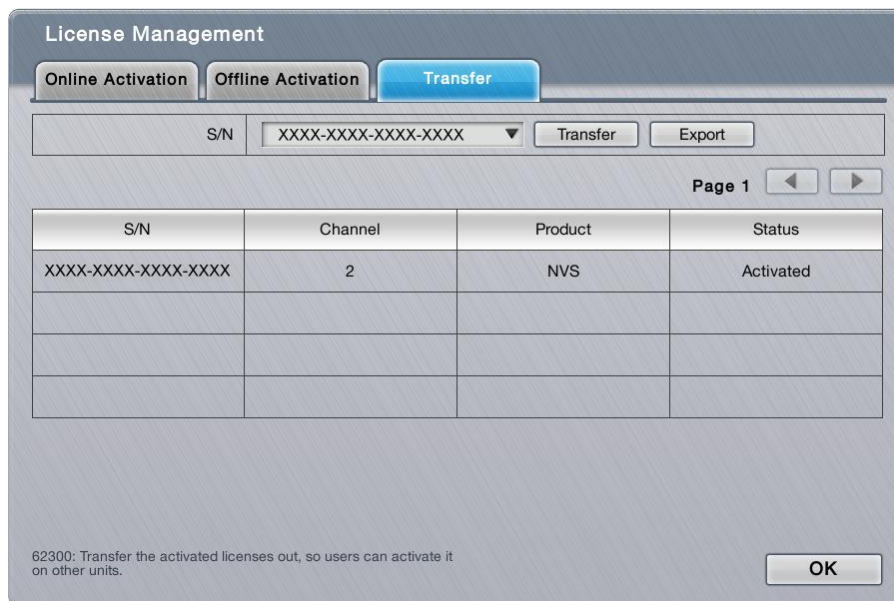 License Management
Online Activation Offline Activation Transfer
S/N XXXX-XXXX-XXXX-XXXX Transfer Export
Page 1
S/N Channel Product Status
XXXX-XXXX-XXXX-XXXX 2 NVS Activated
62300: Transfer the activated licenses out, so users can activate it
on other units.
OK